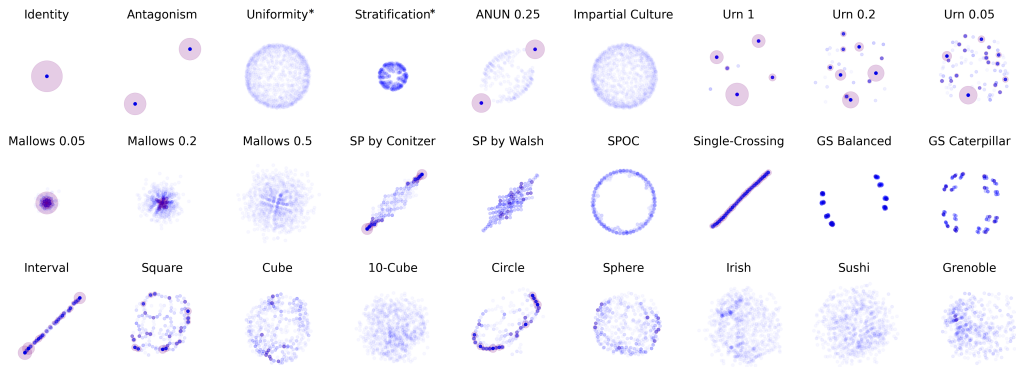 Identity Antagonism Uniformity* Stratification* ANUN 0.25 Impartial Culture Urn 1 Urn 0.2 Urn 0.05
Mallows 0.05 Mallows 0.2 Mallows 0.5 SP by Conitzer SP by Walsh SPOC Single-Crossing GS Balanced GS Caterpillar
Interval Square Cube 10-Cube Circle Sphere Irish Sushi Grenoble